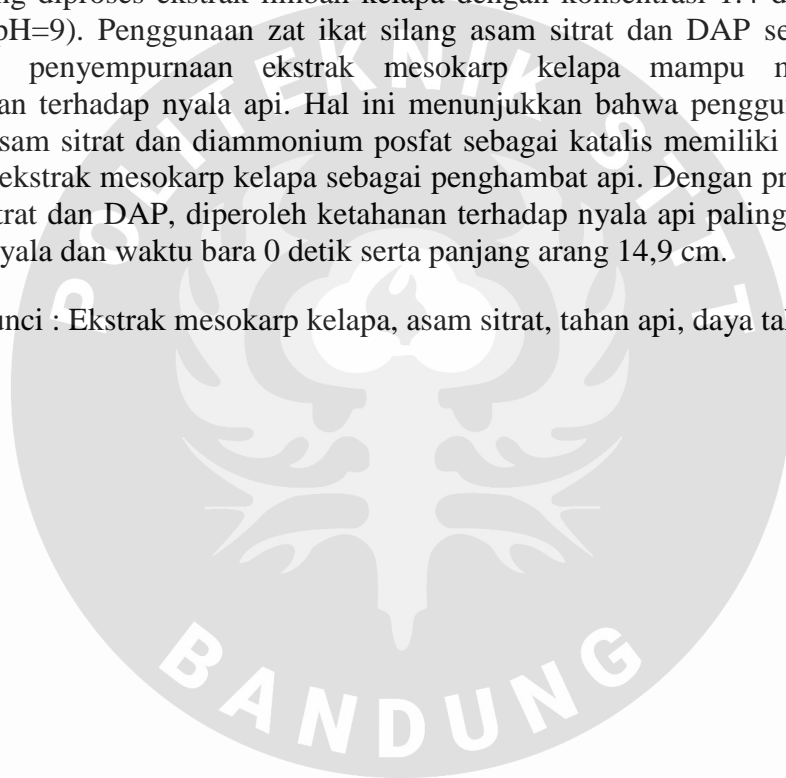 ng diproses ekstrak limbah kelapa dengan konsentrasi 1:4 d
pH=9). Penggunaan zat ikat silang asam sitrat dan DAP se
penyempurnaan ekstrak mesokarp kelapa mampu m
an terhadap nyala api. Hal ini menunjukkan bahwa penggu
sam sitrat dan diammonium posfat sebagai katalis memiliki
ekstrak mesokarp kelapa sebagai penghambat api. Dengan pr
trat dan DAP, diperoleh ketahanan terhadap nyala api paling
yala dan waktu bara 0 detik serta panjang arang 14,9 cm.
unci : Ekstrak mesokarp kelapa, asam sitrat, tahan api, daya ta
POLITEKNIK STTT
BANDUNG